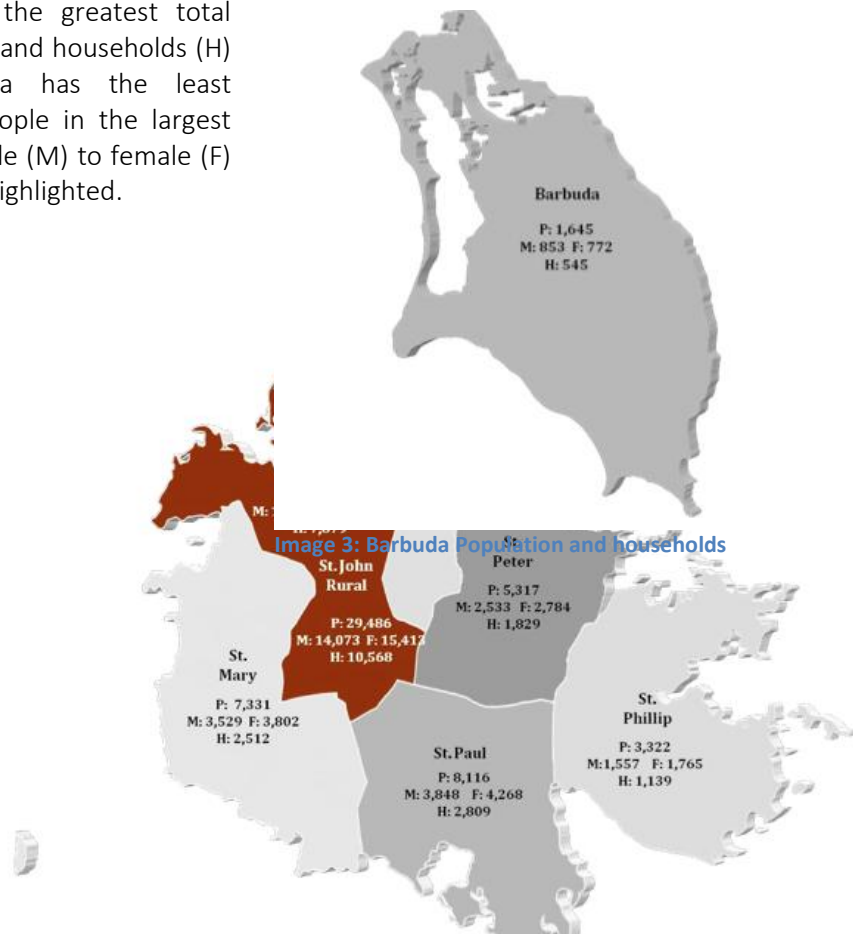 the greatest total
and households (H)
a has the least
ople in the largest
le (M) to female (F)
ighlighted.
Barbuda
P: 1,645
M: 853 F: 772
H: 545
M:
Image 3: Barbuda Population and households
St.
Peter
P: 5,317
M: 2,533 F: 2,784
H: 1,829
St. John
Rural
P: 29,486
M: 14,073 F: 15,413
H: 10,568
St.
Mary
P: 7,331
M: 3,529 F: 3,802
H: 2,512
St. Paul
P: 8,116
M: 3,848 F: 4,268
H: 2,809
St.
Phillip
P: 3,322
M:1,557 F: 1,765
H: 1,139